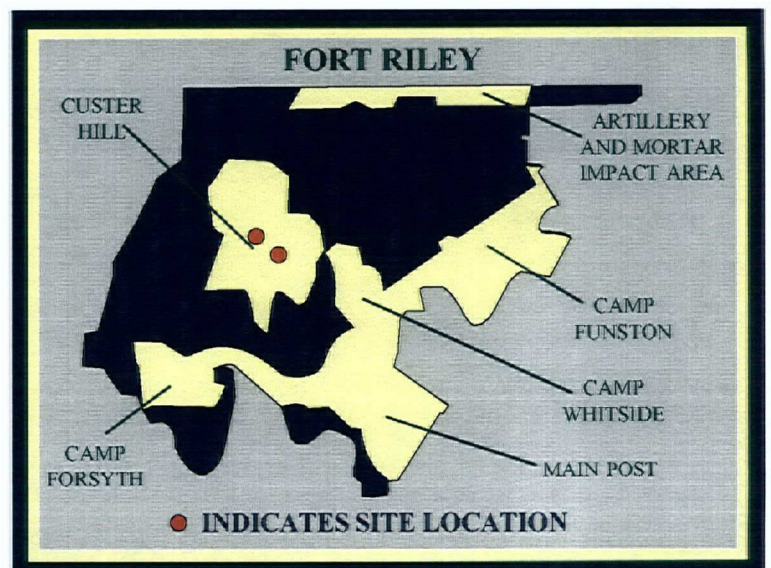 FORT RILEY
CUSTER
HILL
ARTILLERY
AND MORTAR
IMPACT AREA
CAMP
FUNSTON
CAMP
WHITSIDE
CAMP
FORSYTH
MAIN POST
INDICATES SITE LOCATION